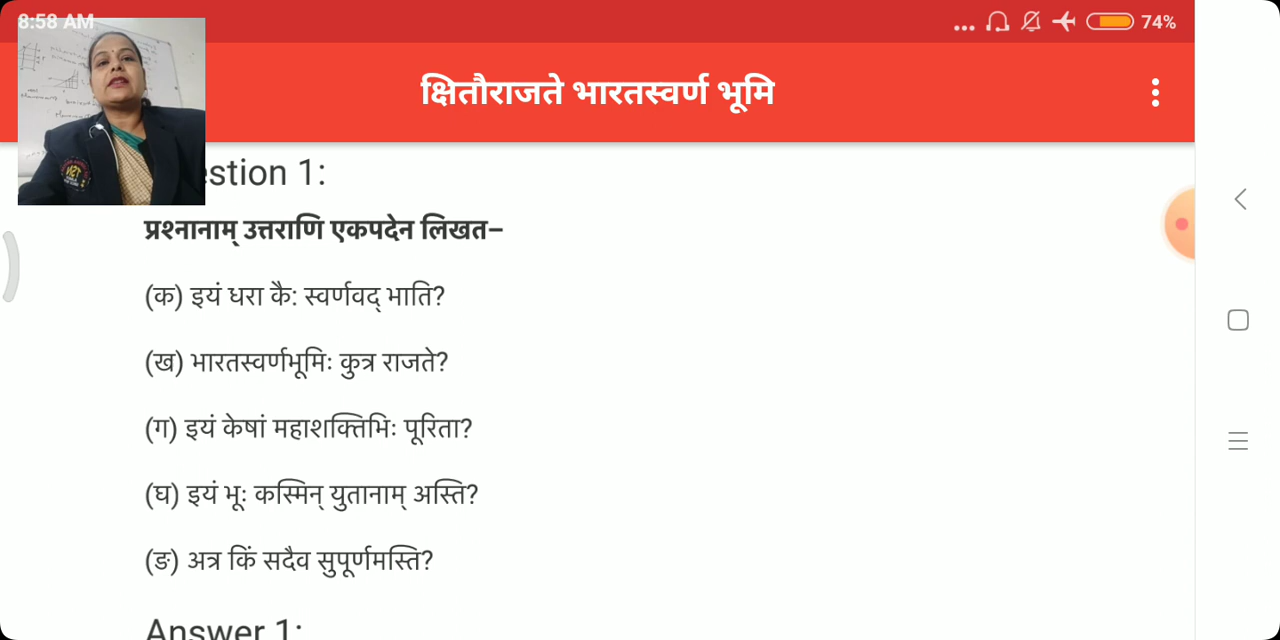 8:58 AM
... 74%
क्षितौराजते भारतस्वर्ण भूमि
estion 1:
प्रश्नानाम् उत्तराणि एकपदेन लिखत–
(क) इयं धरा कै: स्वर्णवद् भाति?
(ख) भारतस्वर्णभूमिः कुत्र राजते?
(ग) इयं केषां महाशक्तिभिः पूरिता?
(घ) इयं भूः कस्मिन् युतानाम् अस्ति?
(ङ) अत्र किं सदैव सुपूर्णमस्ति?
Answer 1: